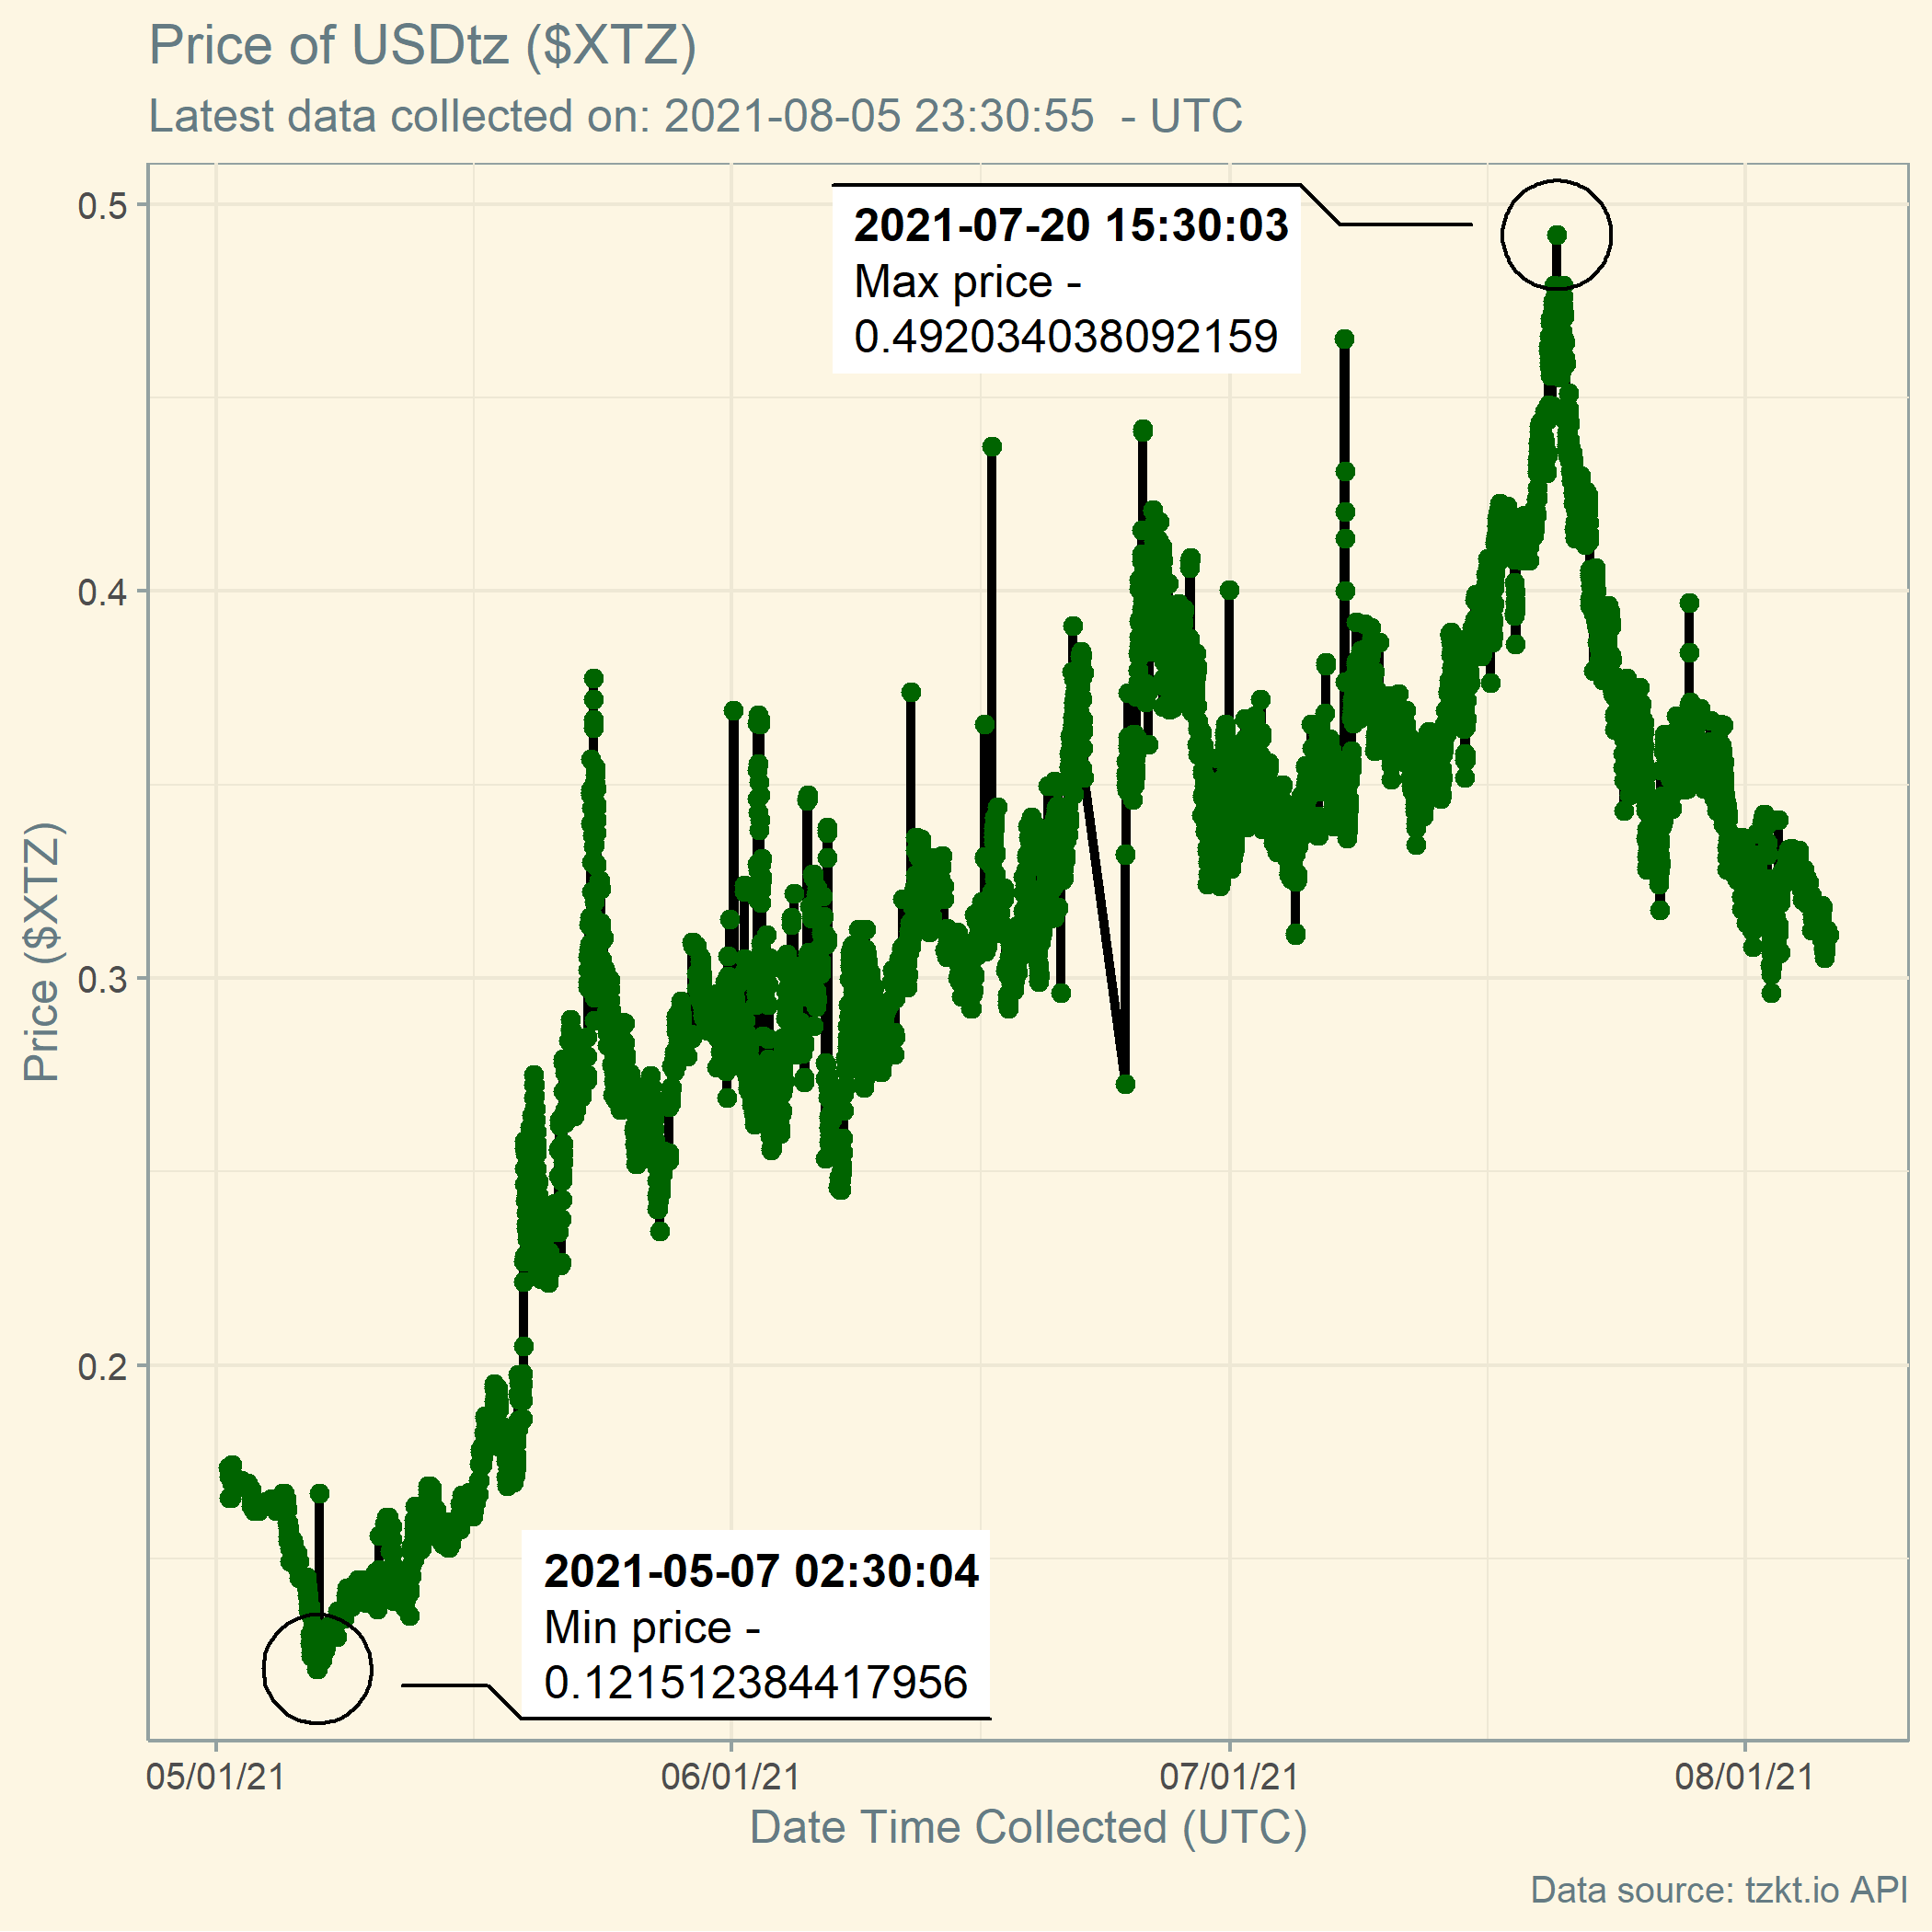 Price of USDtz ($XTZ)
Latest data collected on: 2021-08-05 23:30:55  - UTC
0.5
0.4
0.3
0.2
Price ($XTZ)
2021-07-20 15:30:03
Max price -
0.492034038092159
2021-05-07 02:30:04
Min price -
0.121512384417956
05/01/21
06/01/21
07/01/21
08/01/21
Date Time Collected (UTC)
Data source: tzkt.io API